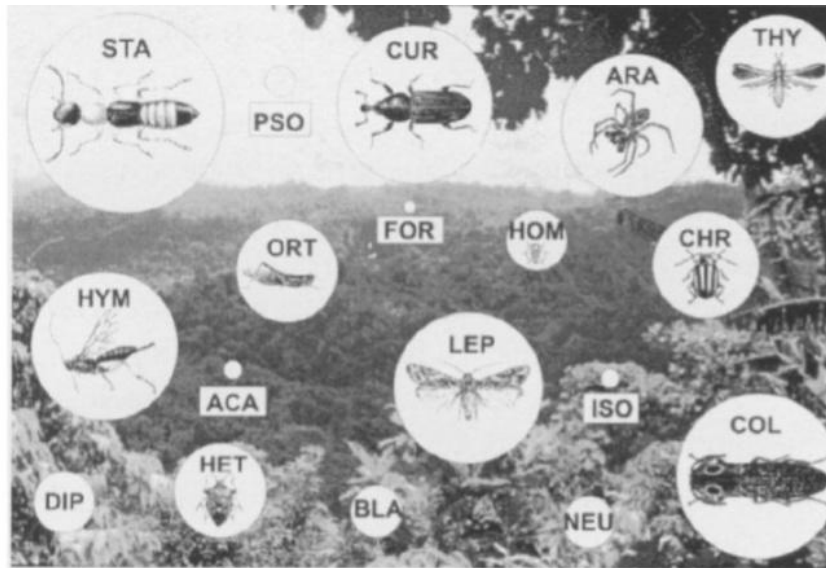 STA
CUR
THY
ARA
PSO
FOR
HOM
ORT
CHR
HYM
LEP
ACA
ISO
COL
HET
DIP
BLA
NEU